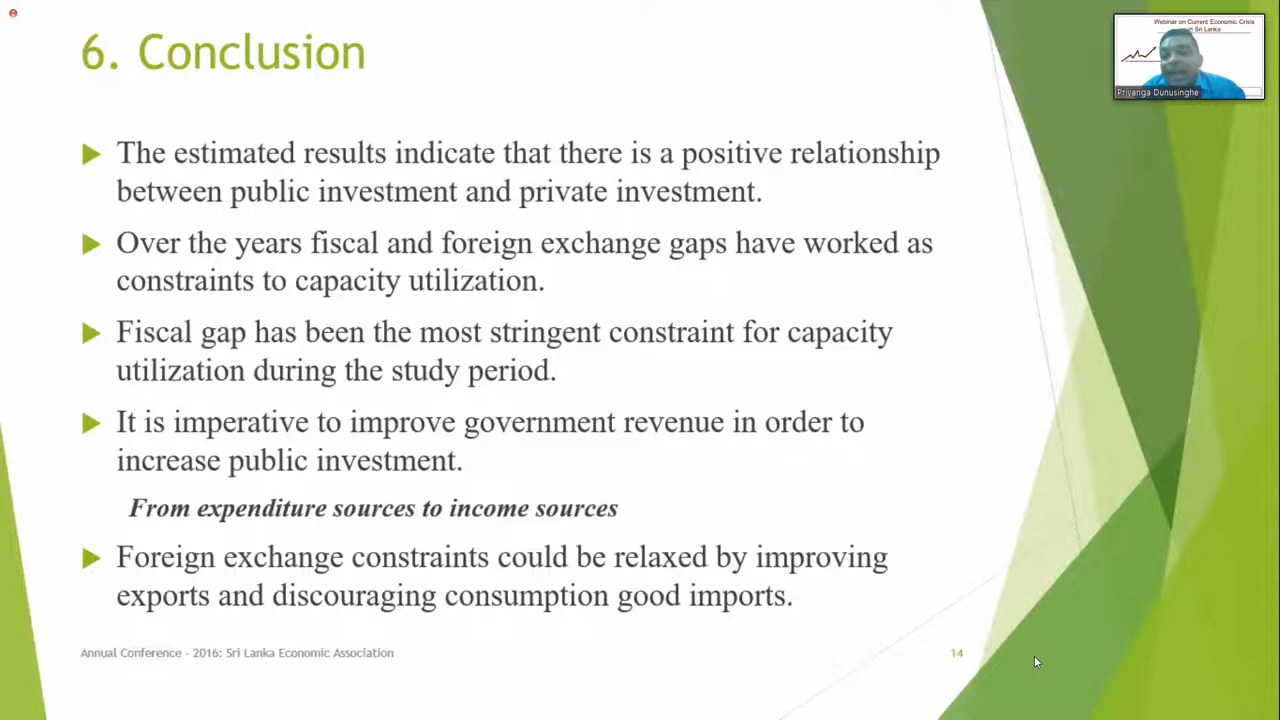 6. Conclusion
Webinar on Current Economic Crisis
in Sri Lanka
Priyanga Dunusinghe
The estimated results indicate that there is a positive relationship
between public investment and private investment.
Over the years fiscal and foreign exchange gaps have worked as
constraints to capacity utilization.
Fiscal gap has been the most stringent constraint for capacity
utilization during the study period.
It is imperative to improve government revenue in order to
increase public investment.
From expenditure sources to income sources
Foreign exchange constraints could be relaxed by improving
exports and discouraging consumption good imports.
Annual Conference - 2016: Sri Lanka Economic Association
14